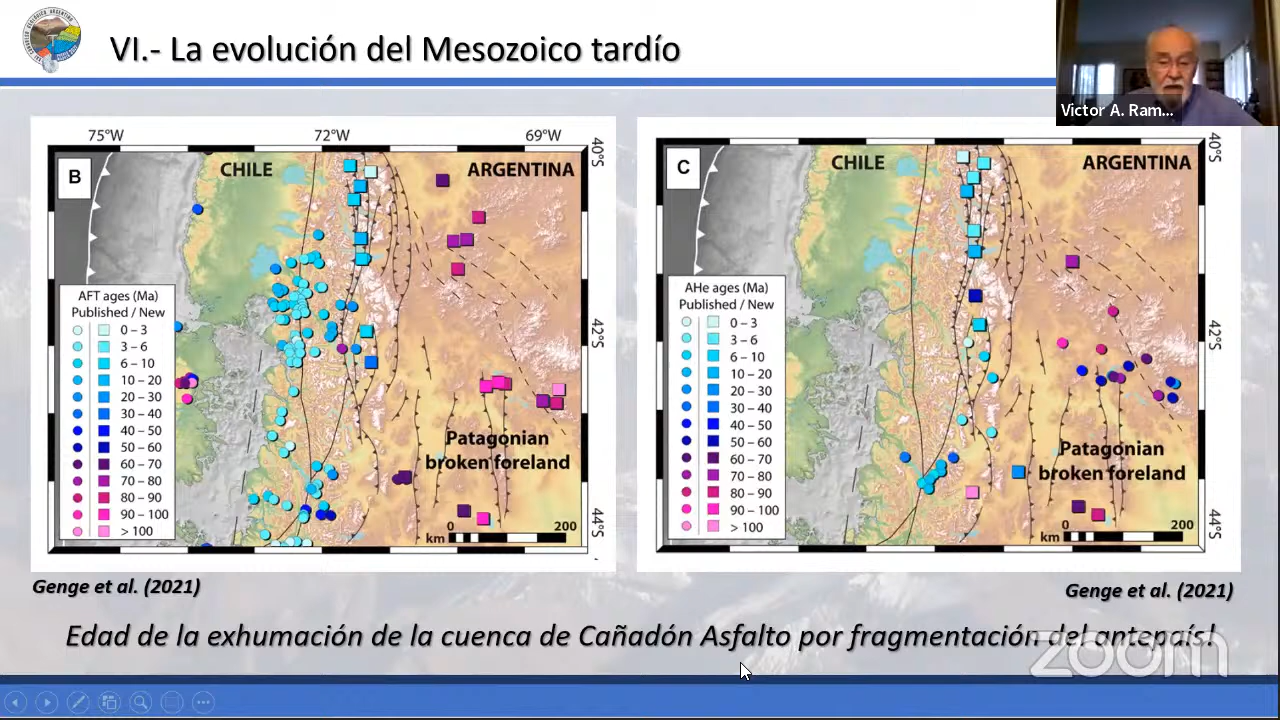 VI.- La evolución del Mesozoico tardío
Victor A. Ram...
75°W
72°W
69°W
B
CHILE
ARGENTINA
40°S
42°S
44°S
AFT ages (Ma)
Published / New
0 – 3
3 – 6
6 – 10
10 – 20
20 – 30
30 – 40
40 – 50
50 – 60
60 – 70
70 – 80
80 – 90
90 – 100
> 100
Patagonian
broken foreland
0
200
km
C
CHILE
ARGENTINA
40°S
42°S
44°S
AHe ages (Ma)
Published / New
0 – 3
3 – 6
6 – 10
10 – 20
20 – 30
30 – 40
40 – 50
50 – 60
60 – 70
70 – 80
80 – 90
90 – 100
> 100
Patagonian
broken foreland
0
200
km
Genge et al. (2021)
Genge et al. (2021)
Edad de la exhumación de la cuenca de Cañadón Asfalto por fragmentación del antepaís!
zoom